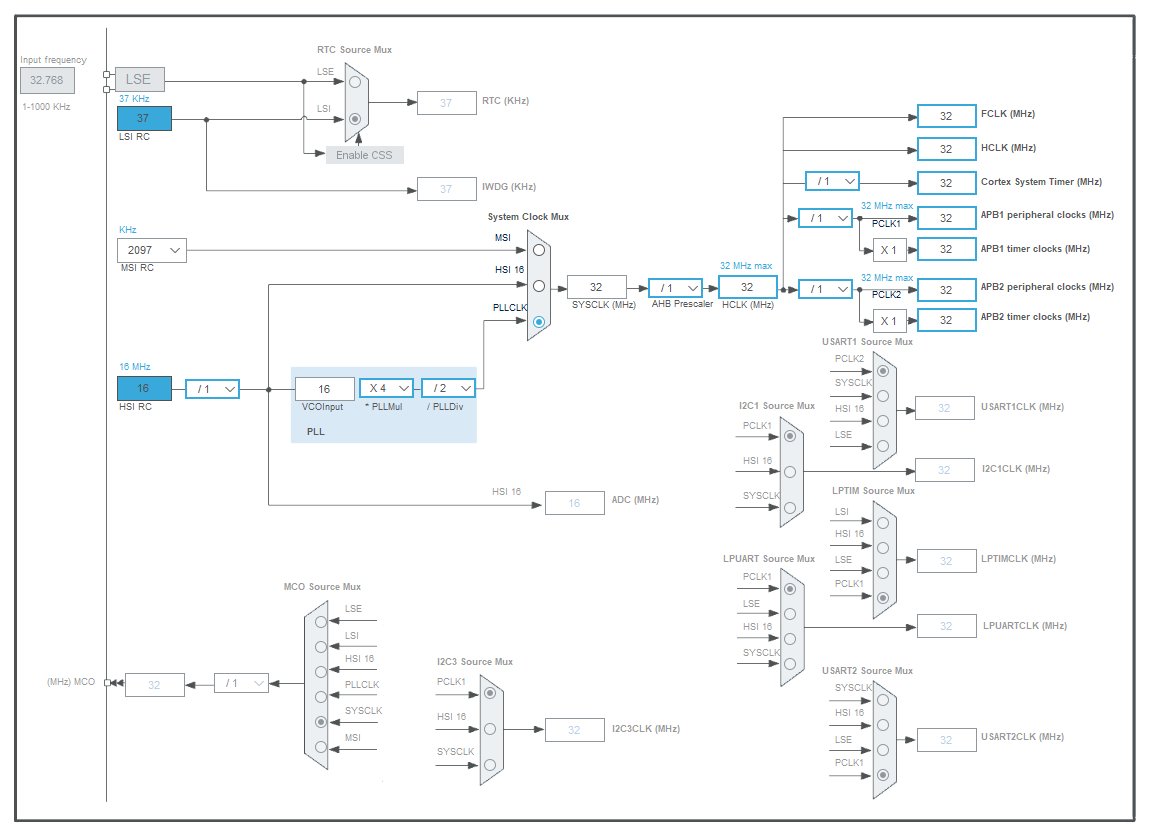 RTC Source Mux
Input frequency
32.768
1-1000 KHz
LSE
LSE
37 KHz
37
LSI RC
LSI
37
RTC (KHz)
Enable CSS
37
IWDG (KHz)
System Clock Mux
KHz
2097
MSI RC
MSI
HSI 16
PLLCLK
32
SYSCLK (MHz)
/ 1
AHB Prescaler
32 MHz max
32
HCLK (MHz)
32
FCLK (MHz)
32
HCLK (MHz)
/ 1
32
Cortex System Timer (MHz)
/ 1
32 MHz max
PCLK1
32
APB1 peripheral clocks (MHz)
X 1
32
APB1 timer clocks (MHz)
/ 1
32 MHz max
PCLK2
32
APB2 peripheral clocks (MHz)
X 1
32
APB2 timer clocks (MHz)
16 MHz
16
HSI RC
/ 1
16
VCOInput
X 4
* PLLMul
/ 2
/ PLLDiv
PLL
HSI 16
16
ADC (MHz)
USART1 Source Mux
PCLK2
SYSCLK
HSI 16
LSE
32
USART1CLK (MHz)
I2C1 Source Mux
PCLK1
HSI 16
SYSCLK
32
I2C1CLK (MHz)
LPTIM Source Mux
LSI
HSI 16
LSE
PCLK1
32
LPTIMCLK (MHz)
LPUART Source Mux
PCLK1
LSE
HSI 16
SYSCLK
32
LPUARTCLK (MHz)
MCO Source Mux
LSE
LSI
HSI 16
PLLCLK
SYSCLK
MSI
(MHz) MCO
32
/ 1
I2C3 Source Mux
PCLK1
HSI 16
SYSCLK
32
I2C3CLK (MHz)
USART2 Source Mux
SYSCLK
HSI 16
LSE
PCLK1
32
USART2CLK (MHz)